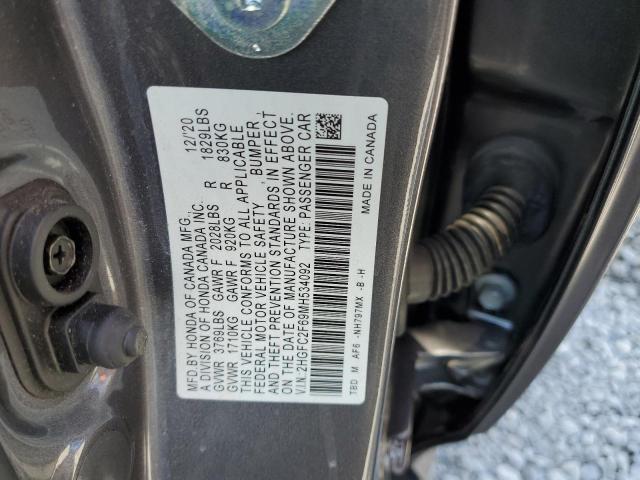 MFD.BY HONDA OF CANADA MFG., 12/'20
A DIVISION OF HONDA CANADA INC.
GVWR 3769LBS GAWR F 2028LBS R 1829LBS
GVWR 1710KG GAWR F 920KG R 830KG
THIS VEHICLE CONFORMS TO ALL APPLICABLE
FEDERAL MOTOR VEHICLE SAFETY, BUMPER,
AND THEFT PREVENTION STANDARDS IN EFFECT
ON THE DATE OF MANUFACTURE SHOWN ABOVE.
V.I.N.:2HGFC2F69MH534092 TYPE:PASSENGER CAR
TBD M AF6 -NH797MX -B -H MADE IN CANADA